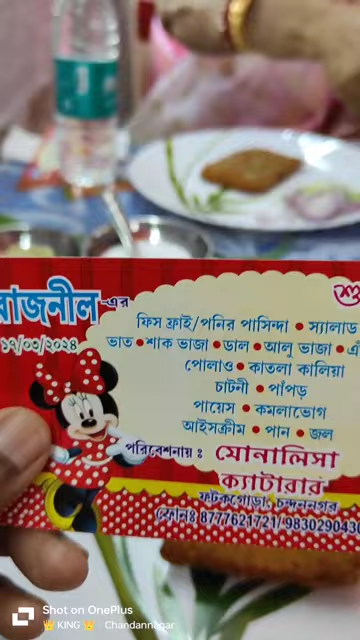 রাজনীল-এর
১৭/০৩/২০২৪
ফিস ফ্রাই/পনির পাসিন্দা • স্যালাড
ভাত • শাক ভাজা • ডাল • আলু ভাজা •
পোলাও • কাতলা কালিয়া
চাটনী • পাঁপড়
পায়েস • কমলাভোগ
আইসক্রীম • পান • জল
পরিবেশনায় : মোনালিসা
ক্যাটারার
ফটকগোড়া, চন্দননগর
ফোনঃ 8777621721/ 983029043
Shot on OnePlus
👑 KING 👑 Chandannagar